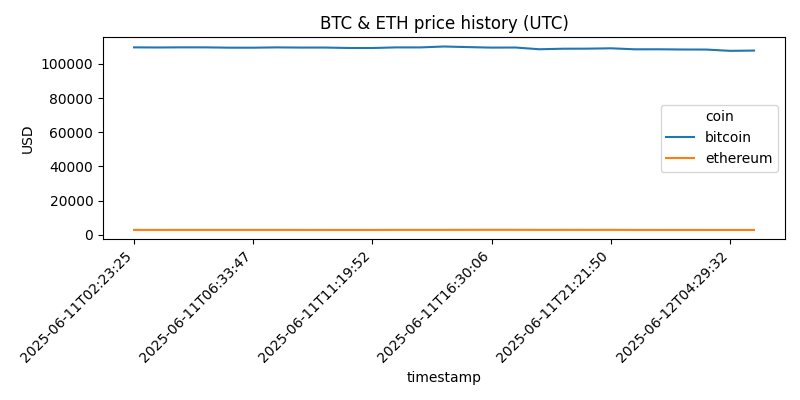 BTC & ETH price history (UTC)
USD
100000
80000
60000
40000
20000
0
coin
bitcoin
ethereum
2025-06-11T02:23:25
2025-06-11T06:33:47
2025-06-11T11:19:52
2025-06-11T16:30:06
2025-06-11T21:21:50
2025-06-12T04:29:32
timestamp